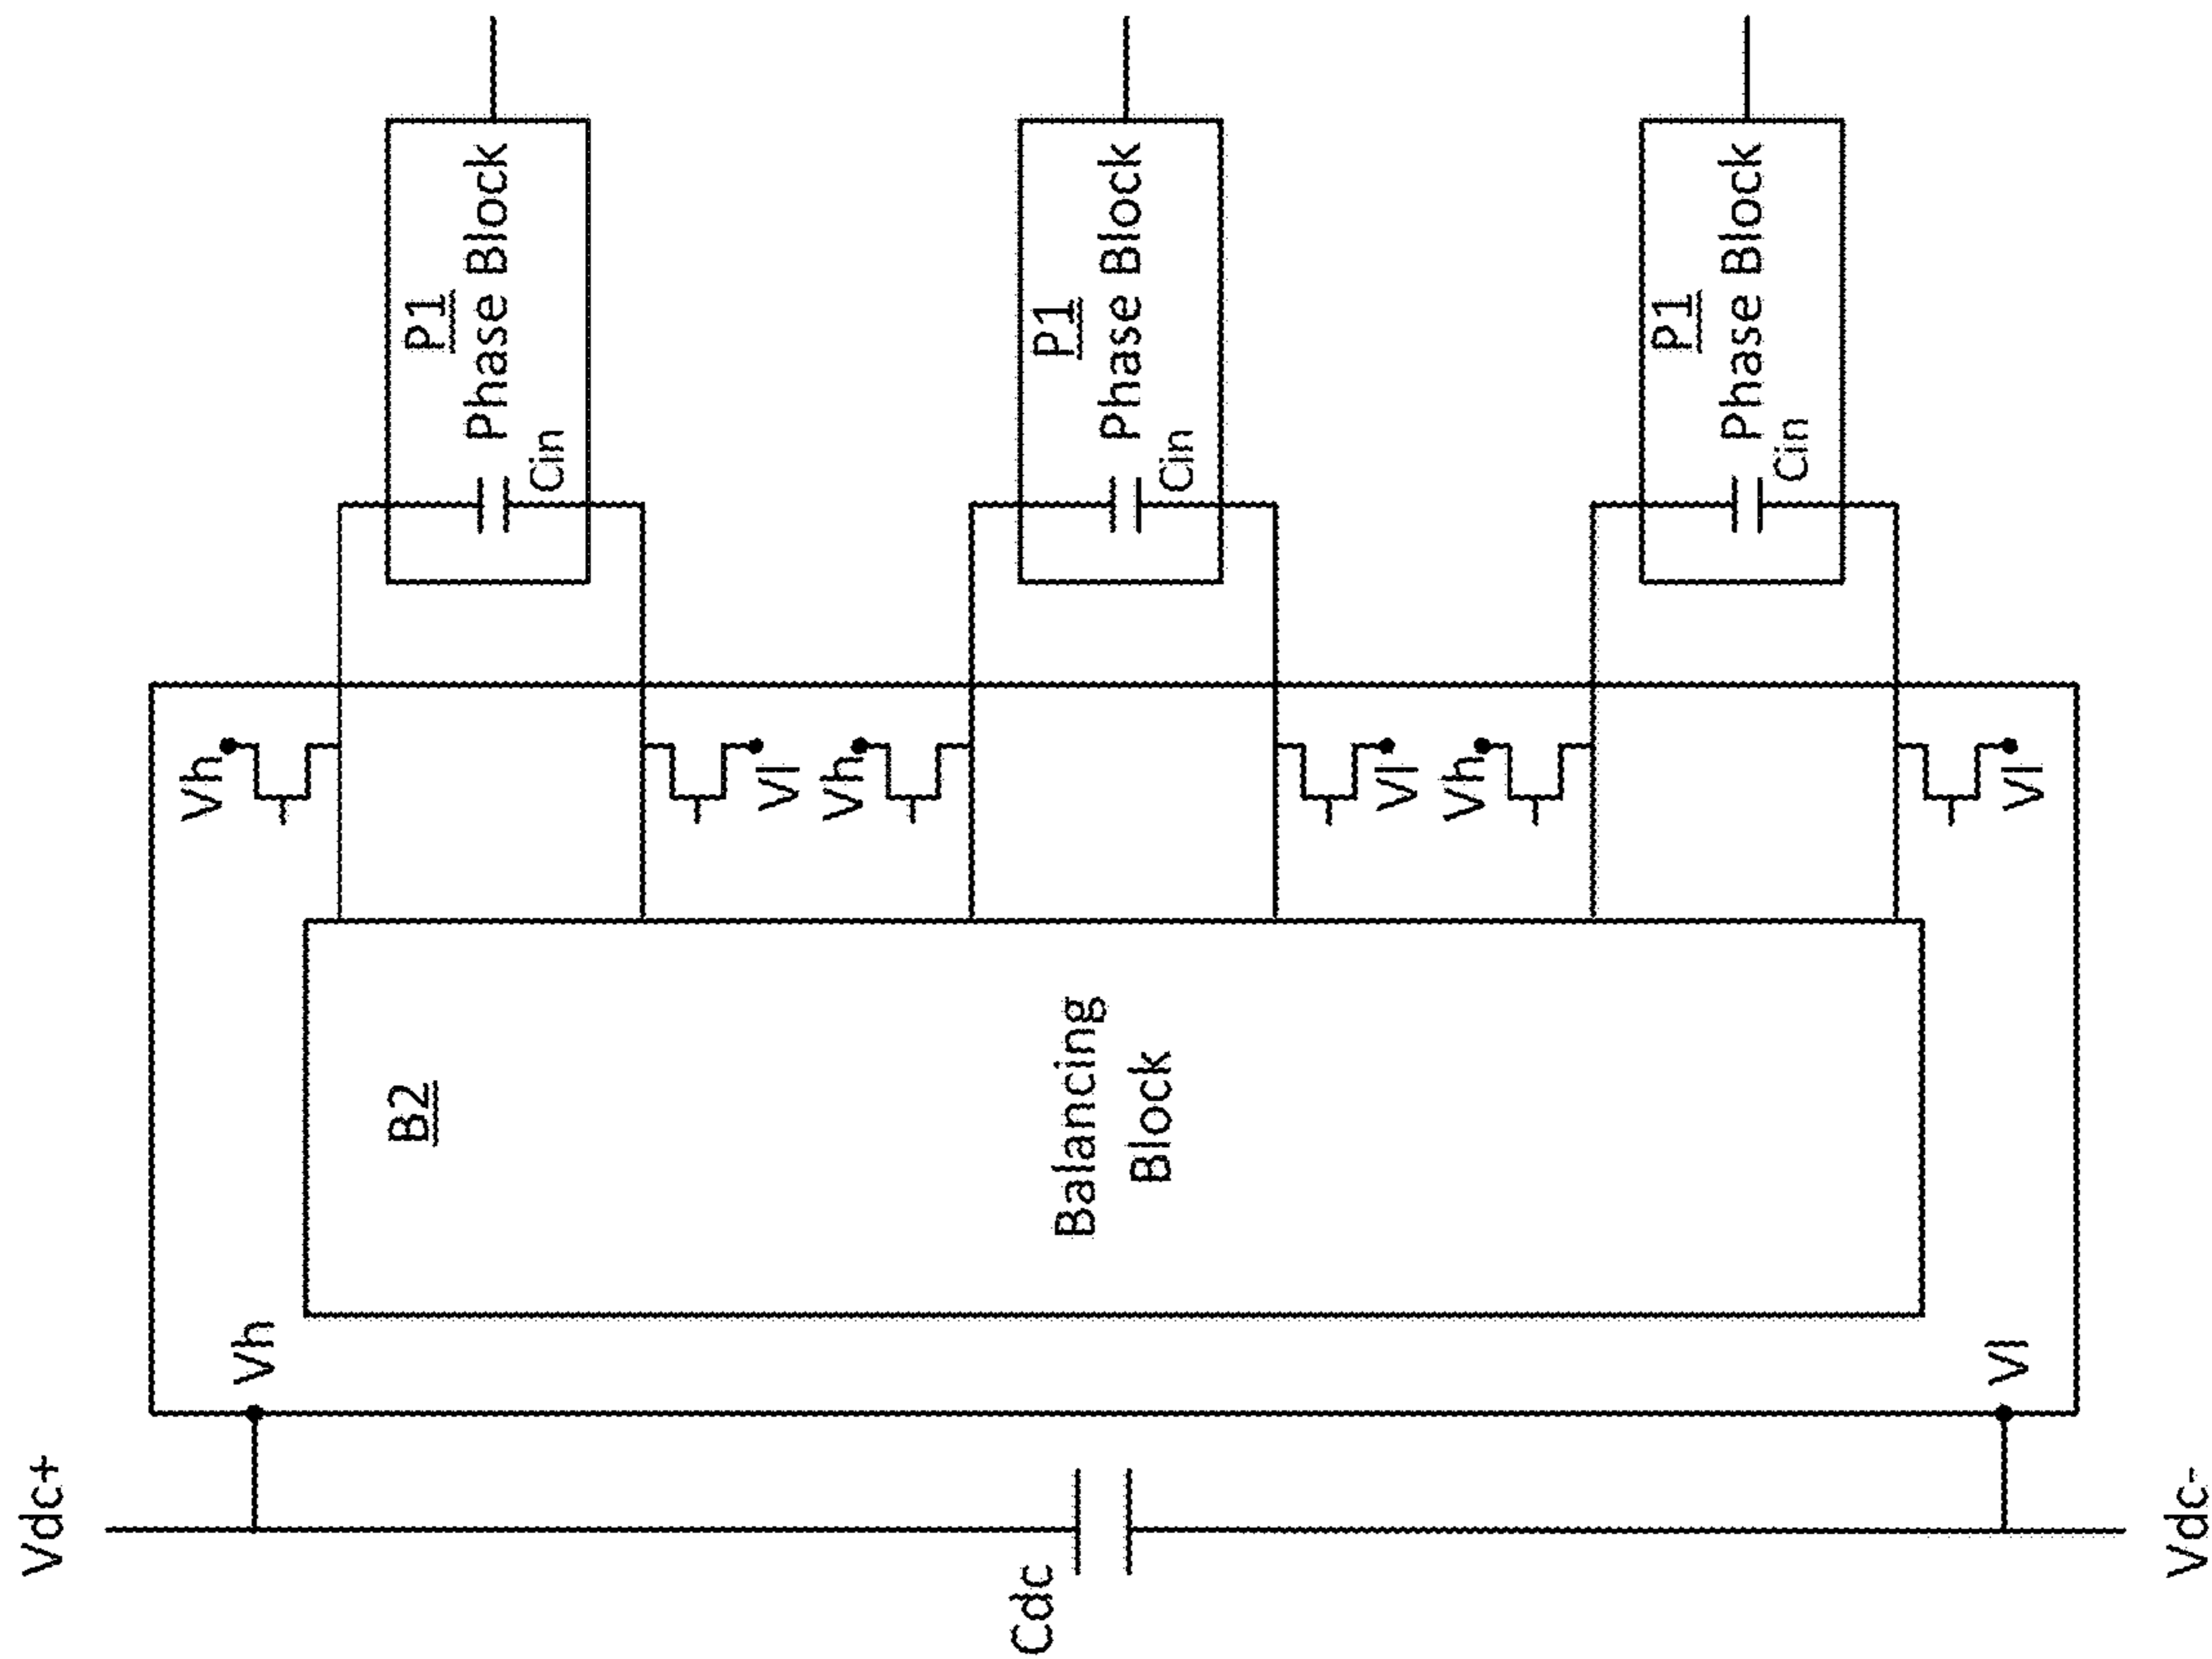 Vdc+
Cdc
Vdc-
Vh
Vl
B2
Balancing
Block
Vh
Vl
Vh
Vl
Vh
Vl
P1
Phase Block
Cin
P1
Phase Block
Cin
P1
Phase Block
Cin